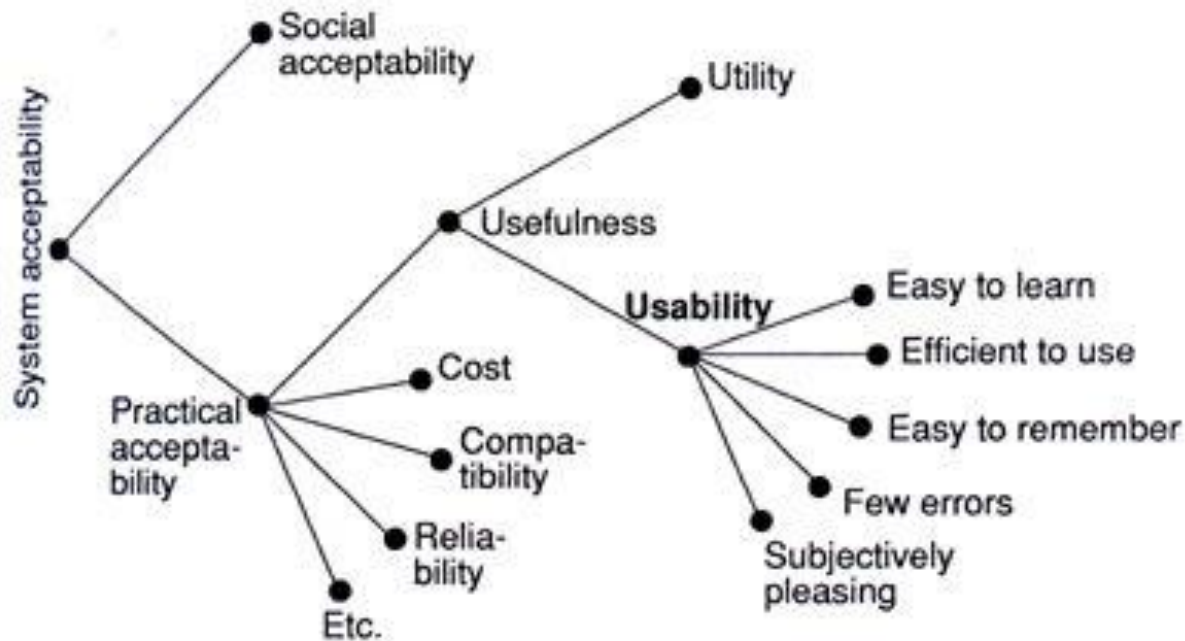 System acceptability
Social
acceptability
Utility
Usefulness
Usability
Easy to learn
Efficient to use
Easy to remember
Few errors
Subjectively
pleasing
Practical
accepta-
bility
Cost
Compa-
tibility
Relia-
bility
Etc.